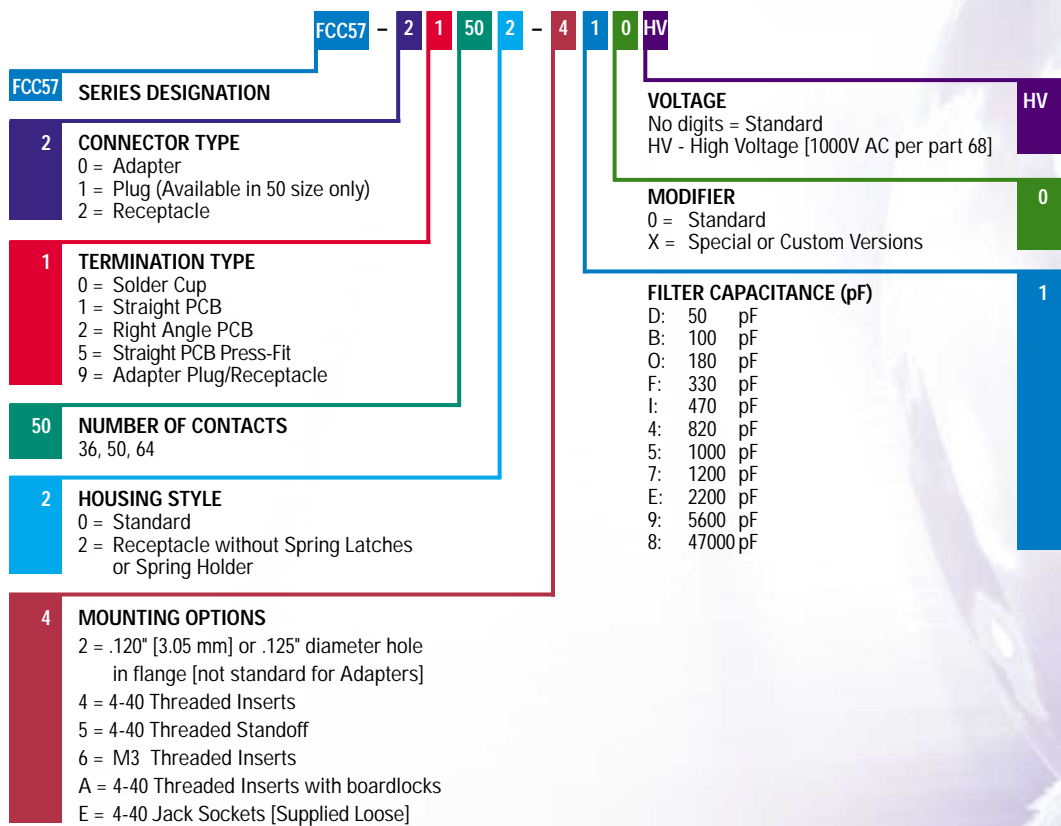 FCC57 – 2 1 50 2 – 4 1 0 HV
FCC57 SERIES DESIGNATION
2 CONNECTOR TYPE
0 = Adapter
1 = Plug (Available in 50 size only)
2 = Receptacle
1 TERMINATION TYPE
0 = Solder Cup
1 = Straight PCB
2 = Right Angle PCB
5 = Straight PCB Press-Fit
9 = Adapter Plug/Receptacle
50 NUMBER OF CONTACTS
36, 50, 64
2 HOUSING STYLE
0 = Standard
2 = Receptacle without Spring Latches
or Spring Holder
4 MOUNTING OPTIONS
2 = .120" [3.05 mm] or .125" diameter hole
in flange [not standard for Adapters]
4 = 4-40 Threaded Inserts
5 = 4-40 Threaded Standoff
6 = M3 Threaded Inserts
A = 4-40 Threaded Inserts with boardlocks
E = 4-40 Jack Sockets [Supplied Loose]
VOLTAGE HV
No digits = Standard
HV - High Voltage [1000V AC per part 68]
MODIFIER 0
0 = Standard
X = Special or Custom Versions
FILTER CAPACITANCE (pF) 1
D: 50 pF
B: 100 pF
O: 180 pF
F: 330 pF
I: 470 pF
4: 820 pF
5: 1000 pF
7: 1200 pF
E: 2200 pF
9: 5600 pF
8: 47000 pF